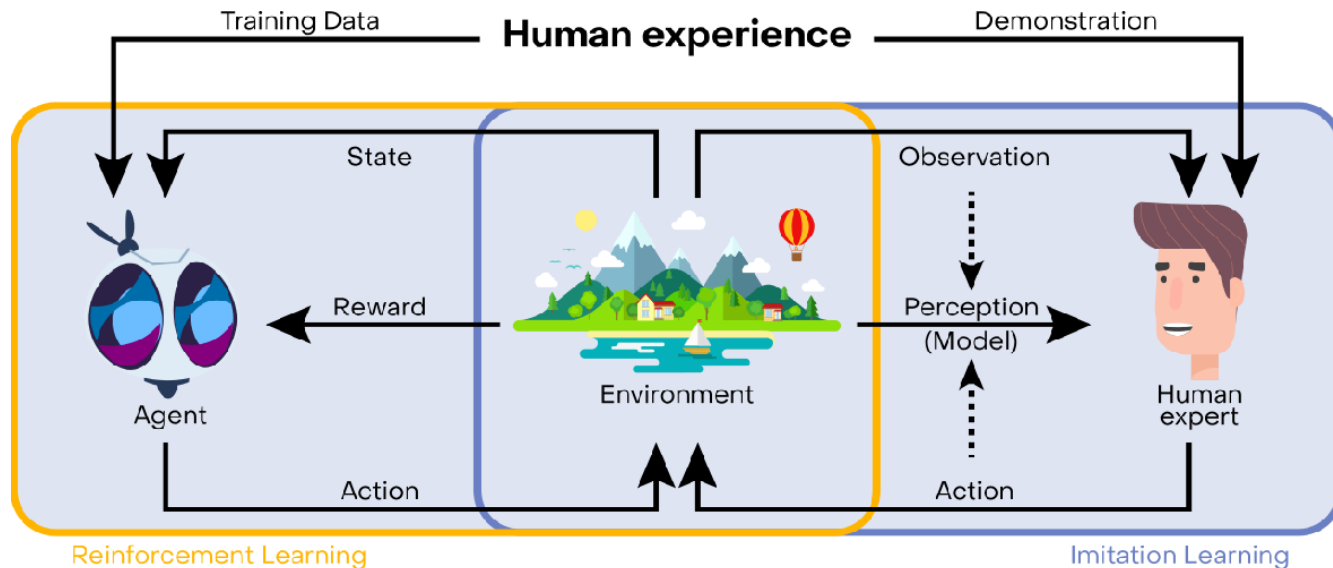 Training Data
Human experience
Demonstration
State
Observation
Reward
Perception
(Model)
Agent
Environment
Human
expert
Action
Action
Reinforcement Learning
Imitation Learning